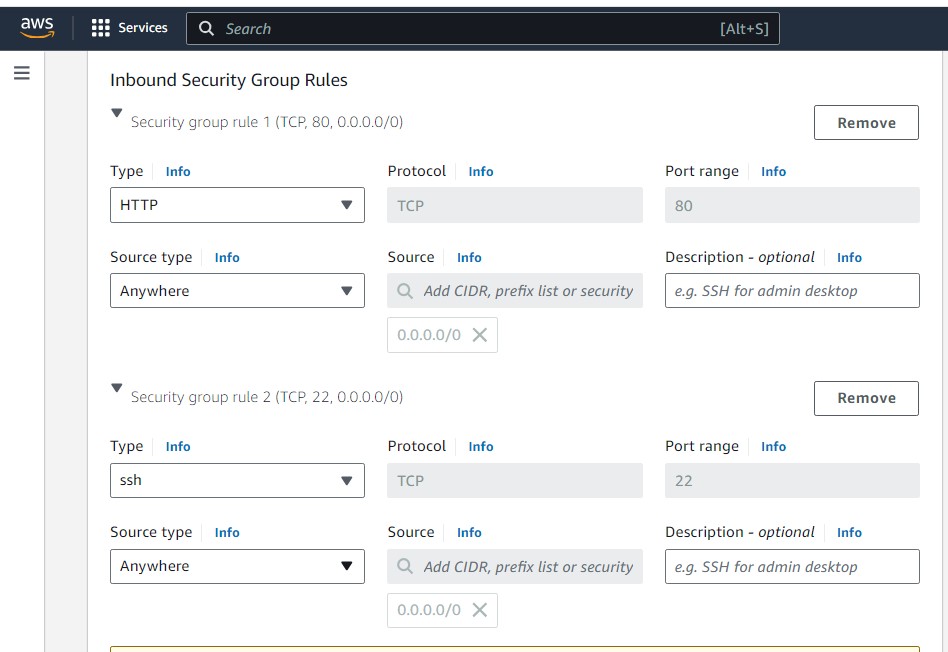 aws Services Search [Alt+S]
Inbound Security Group Rules
Security group rule 1 (TCP, 80, 0.0.0.0/0) Remove
Type Info Protocol Info Port range Info
HTTP TCP 80
Source type Info Source Info Description - optional Info
Anywhere Add CIDR, prefix list or security e.g. SSH for admin desktop
0.0.0.0/0
Security group rule 2 (TCP, 22, 0.0.0.0/0) Remove
Type Info Protocol Info Port range Info
ssh TCP 22
Source type Info Source Info Description - optional Info
Anywhere Add CIDR, prefix list or security e.g. SSH for admin desktop
0.0.0.0/0